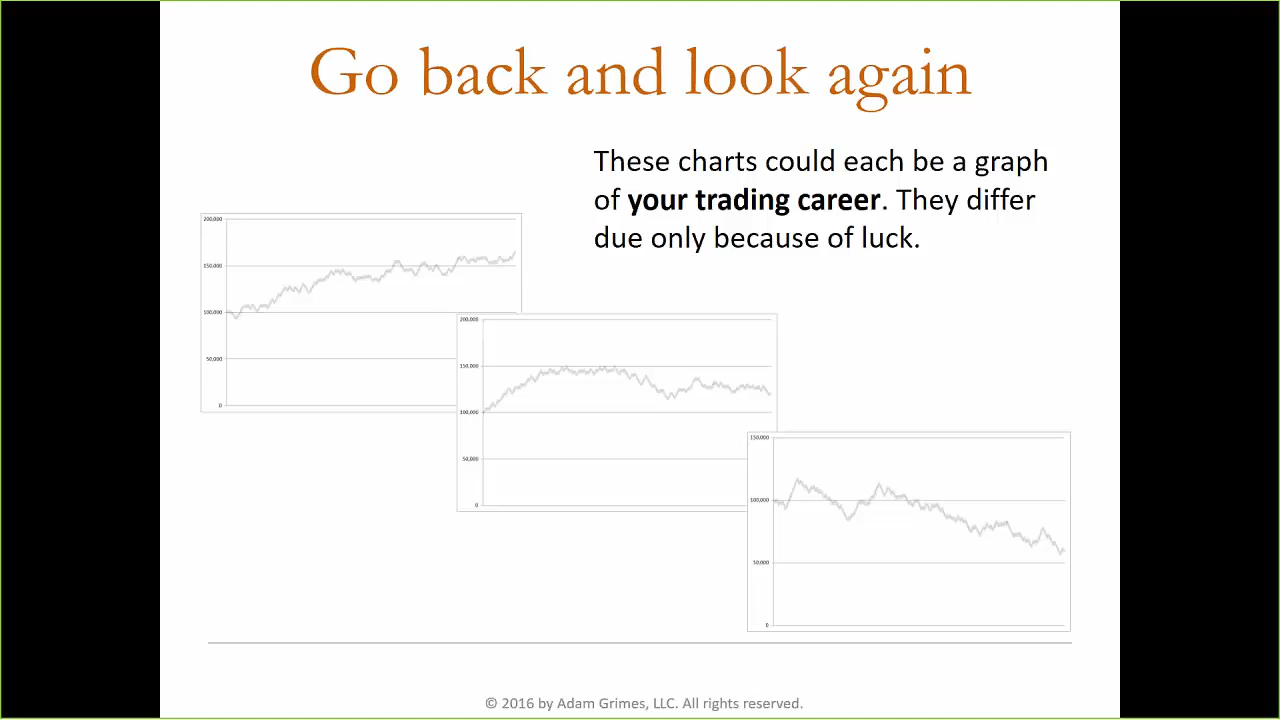 Go back and look again
These charts could each be a graph
of your trading career. They differ
due only because of luck.
200,000
150,000
100,000
50,000
0
200,000
150,000
100,000
50,000
0
150,000
100,000
50,000
0
© 2016 by Adam Grimes, LLC. All rights reserved.